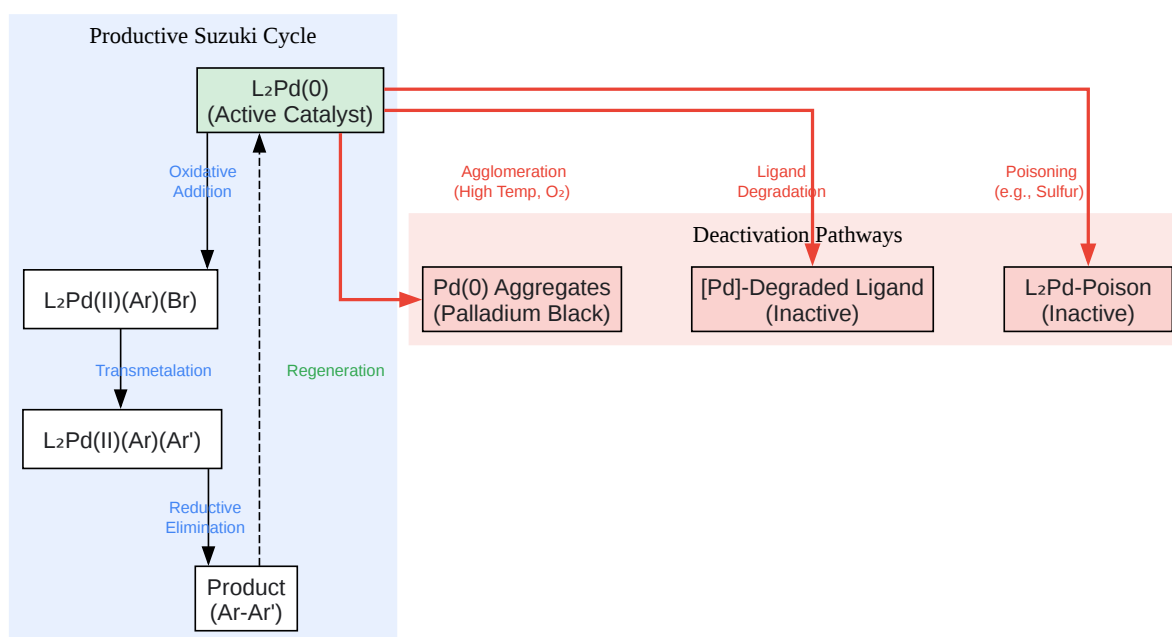 Productive Suzuki Cycle
L₂Pd(0)
(Active Catalyst)
Oxidative
Addition
Agglomeration
(High Temp, O₂)
Ligand
Degradation
Poisoning
(e.g., Sulfur)
Deactivation Pathways
L₂Pd(II)(Ar)(Br)
Pd(0) Aggregates
(Palladium Black)
[Pd]-Degraded Ligand
(Inactive)
L₂Pd-Poison
(Inactive)
Transmetalation
Regeneration
L₂Pd(II)(Ar)(Ar')
Reductive
Elimination
Product
(Ar-Ar')